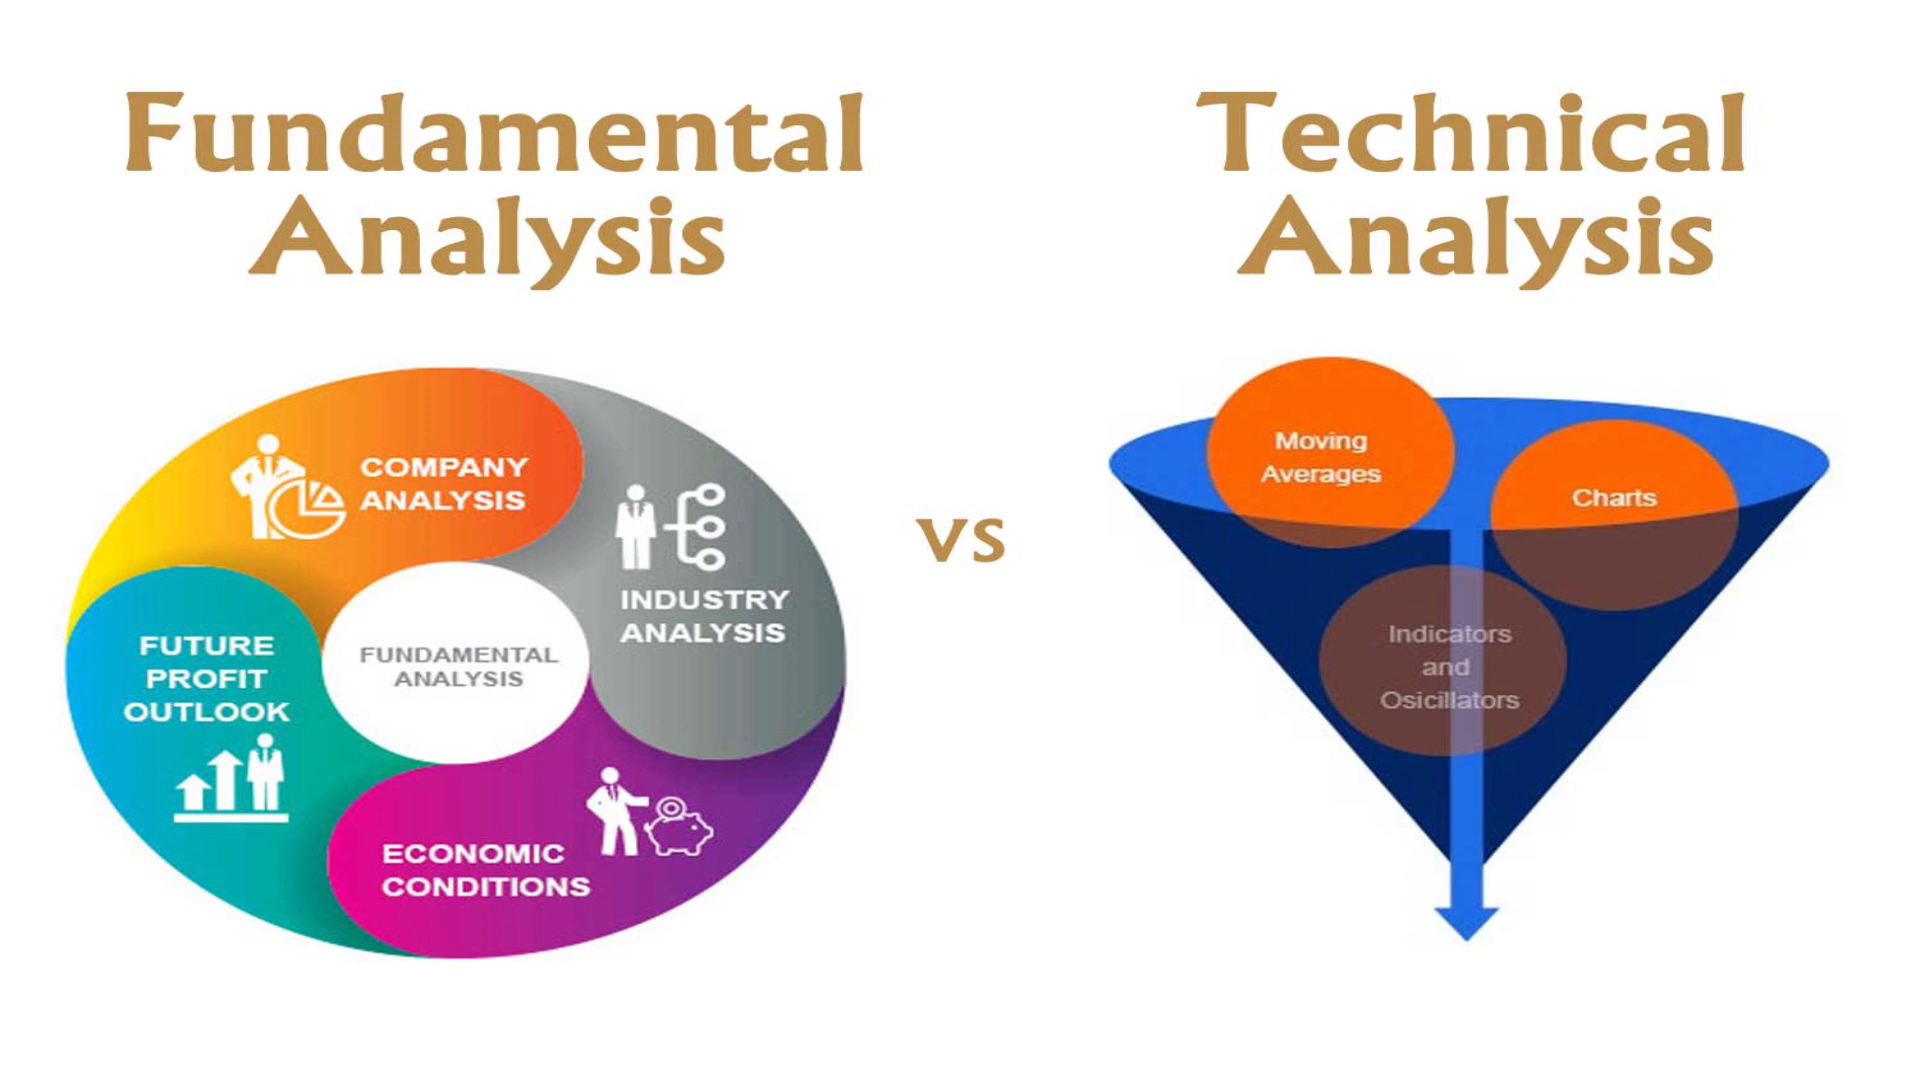 Fundamental
Analysis
COMPANY
ANALYSIS
INDUSTRY
ANALYSIS
FUTURE
PROFIT
OUTLOOK
FUNDAMENTAL
ANALYSIS
ECONOMIC
CONDITIONS
vs
Technical
Analysis
Moving
Averages
Charts
Indicators
and
Osicillators